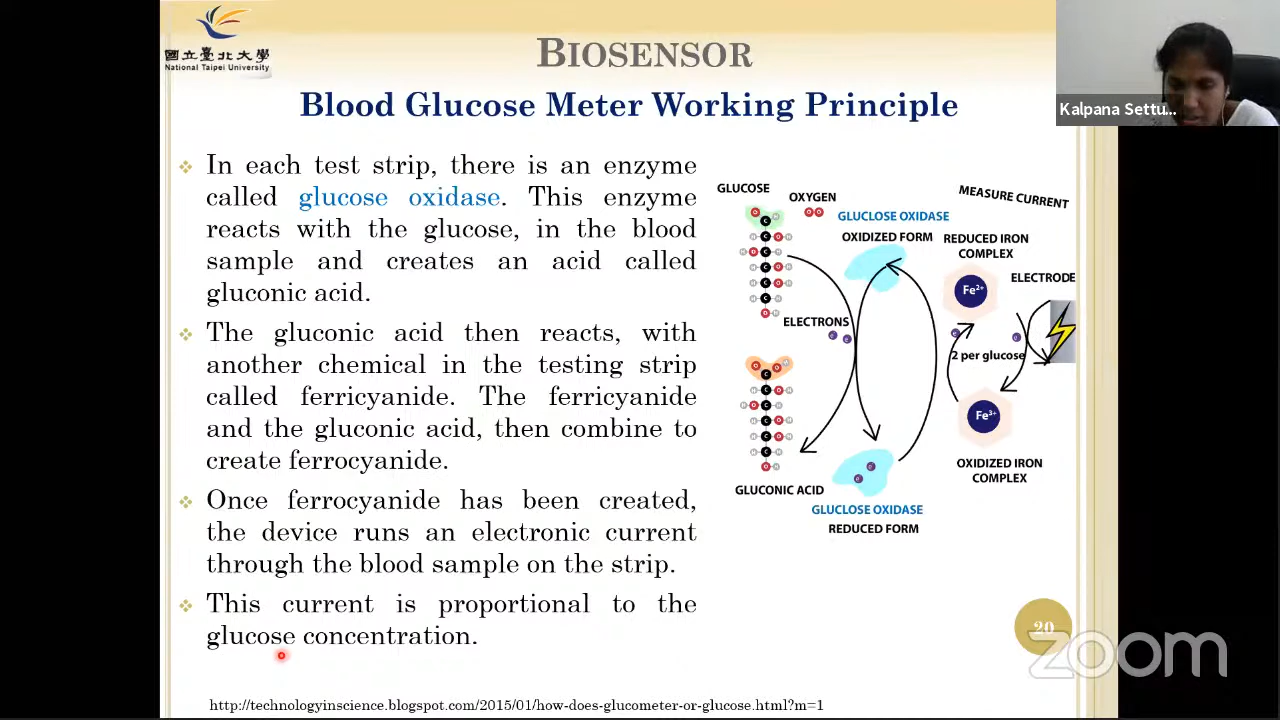 國立臺北大學
National Taipei University
BIOSENSOR
Blood Glucose Meter Working Principle
Kalpana Settu...
In each test strip, there is an enzyme
called glucose oxidase. This enzyme
reacts with the glucose, in the blood
sample and creates an acid called
gluconic acid.
The gluconic acid then reacts, with
another chemical in the testing strip
called ferricyanide. The ferricyanide
and the gluconic acid, then combine to
create ferrocyanide.
Once ferrocyanide has been created,
the device runs an electronic current
through the blood sample on the strip.
This current is proportional to the
glucose concentration.
GLUCOSE
OXYGEN
GLUCLOSE OXIDASE
OXIDIZED FORM
MEASURE CURRENT
REDUCED IRON
COMPLEX
ELECTRODE
Fe2+
ELECTRONS
2 per glucose
Fe3+
OXIDIZED IRON
COMPLEX
GLUCONIC ACID
GLUCLOSE OXIDASE
REDUCED FORM
20
zoom
http://technologyinscience.blogspot.com/2015/01/how-does-glucometer-or-glucose.html?m=1